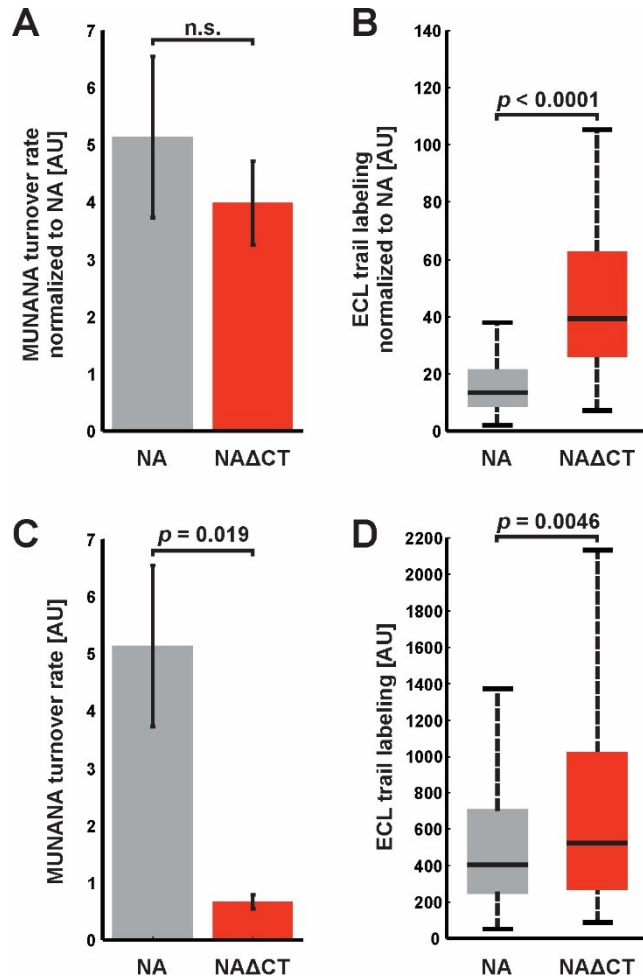 A
MUNANA turnover rate
normalized to NA [AU]
7
6
5
4
3
2
1
0
n.s.
NA NAΔCT
B
ECL trail labeling
normalized to NA [AU]
140
120
100
80
60
40
20
0
p < 0.0001
NA NAΔCT
C
MUNANA turnover rate [AU]
7
6
5
4
3
2
1
0
p = 0.019
NA NAΔCT
D
ECL trail labeling [AU]
2200
2000
1800
1600
1400
1200
1000
800
600
400
200
0
p = 0.0046
NA NAΔCT